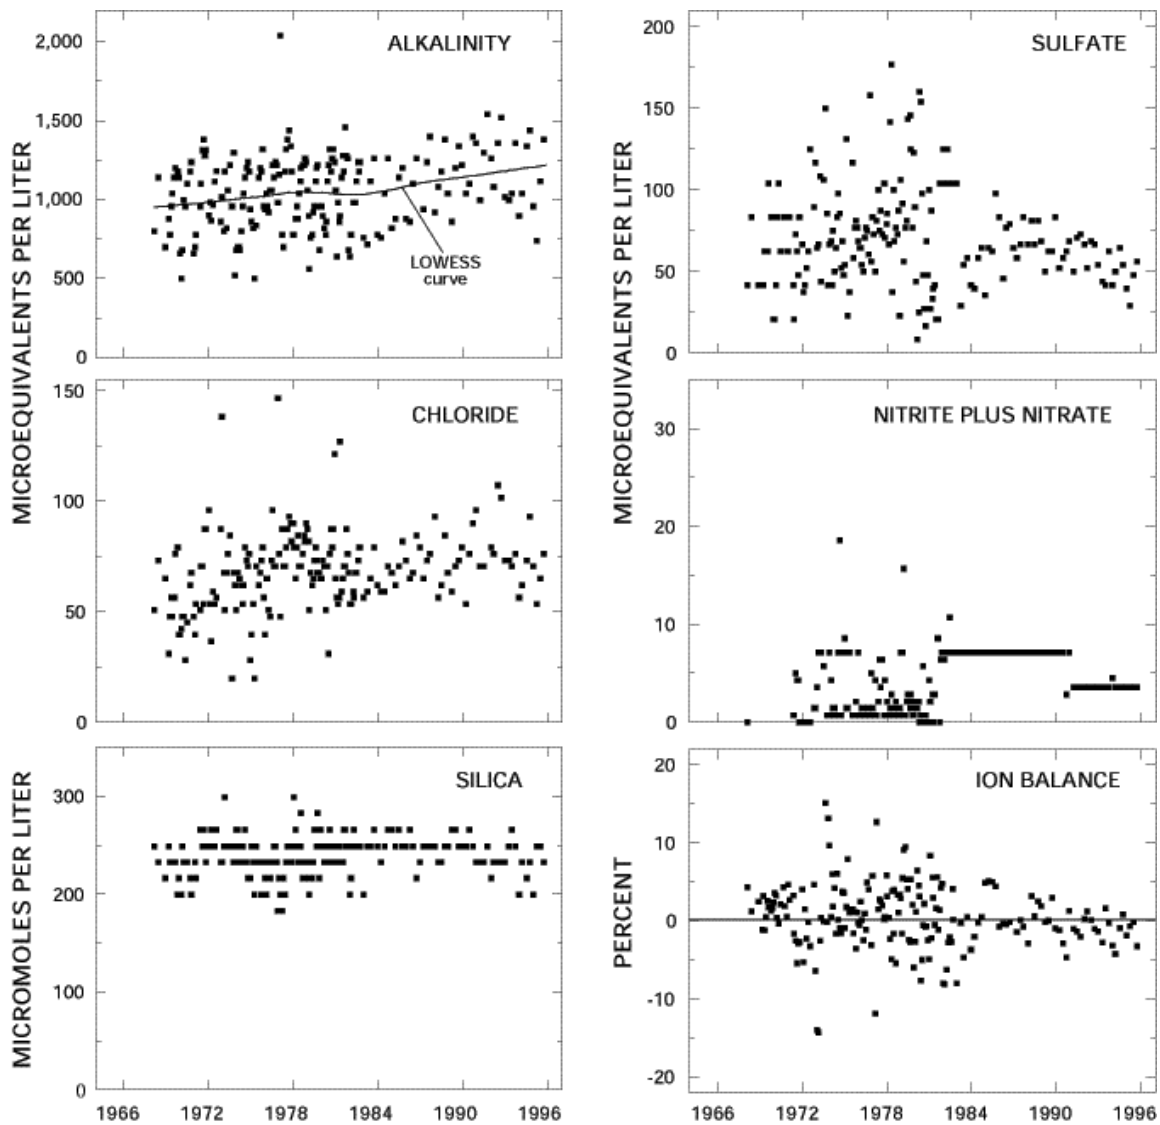 ALKALINITY
2,000
1,500
1,000
500
0
LOWESS
curve
MICROEQUIVALENTS PER LITER
CHLORIDE
150
100
50
0
SILICA
MICROMOLES PER LITER
300
200
100
0
1966 1972 1978 1984 1990 1996
SULFATE
200
150
100
50
0
MICROEQUIVALENTS PER LITER
NITRITE PLUS NITRATE
30
20
10
0
ION BALANCE
PERCENT
20
10
0
-10
-20
1966 1972 1978 1984 1990 1996